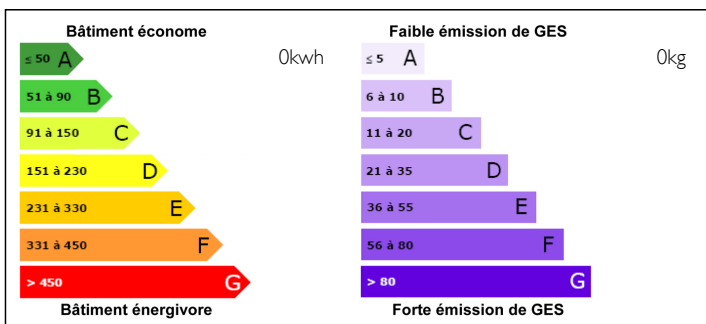 Bâtiment économe
≤ 50 A 0kwh
51 à 90 B
91 à 150 C
151 à 230 D
231 à 330 E
331 à 450 F
> 450 G
Bâtiment énergivore
Faible émission de GES
≤ 5 A 0kg
6 à 10 B
11 à 20 C
21 à 35 D
36 à 55 E
56 à 80 F
> 80 G
Forte émission de GES